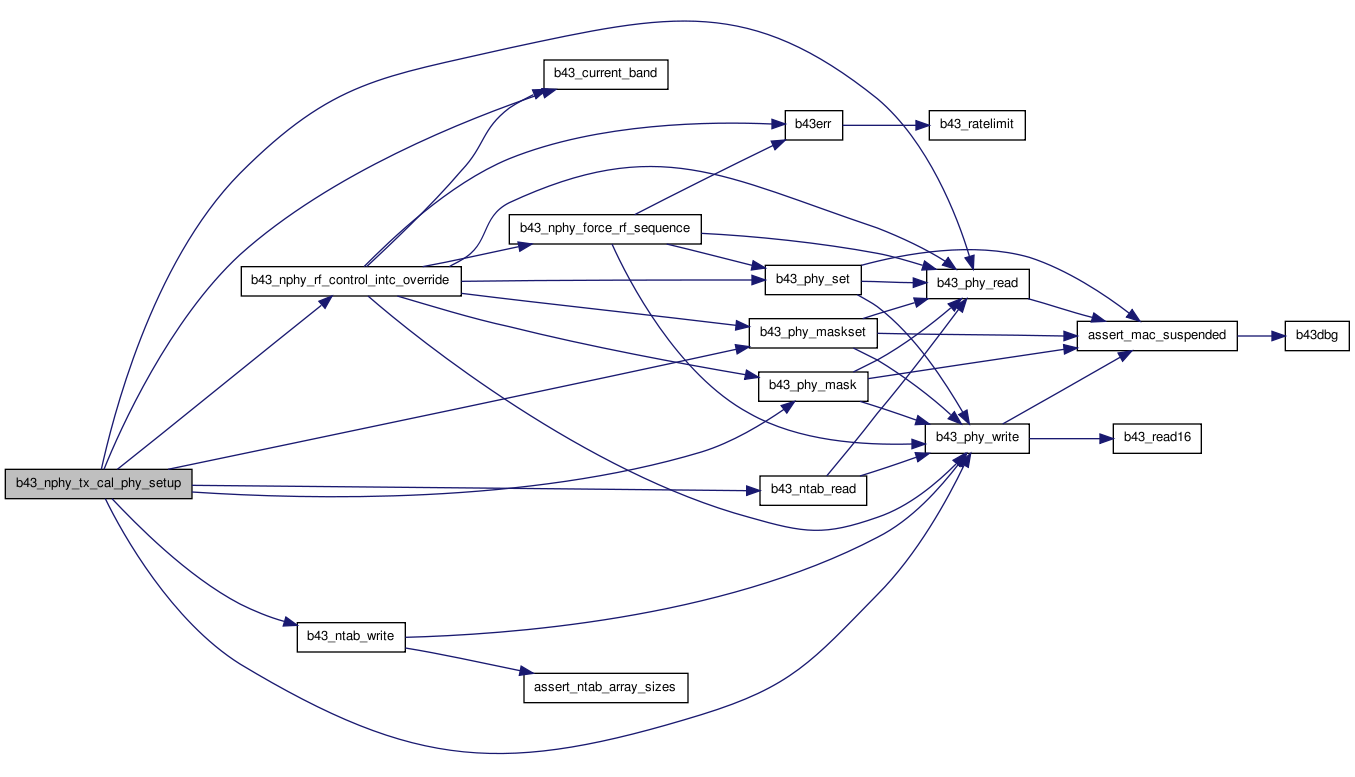 b43_current_band
b43err
b43_ratelimit
b43_nphy_force_rf_sequence
b43_nphy_rf_control_intc_override
b43_phy_set
b43_phy_read
b43_phy_maskset
assert_mac_suspended
b43dbg
b43_phy_mask
b43_phy_write
b43_read16
b43_nphy_tx_cal_phy_setup
b43_ntab_read
b43_ntab_write
assert_ntab_array_sizes